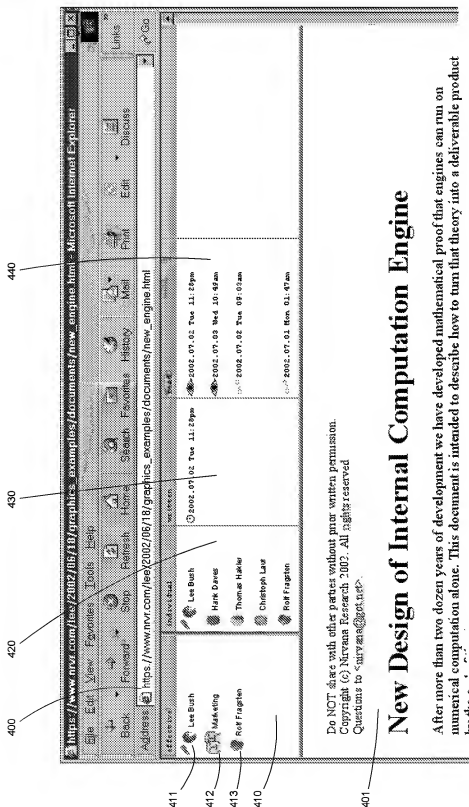 https://www.nrvr.com/lee/2002/06/18/graphics_examples/documents/new_engine.html - Microsoft Internet Explorer
File Edit View Favorites Tools Help
Back Forward Stop Refresh Home Search Favorites History Mail Print Edit Discuss
Address https://www.nrvr.com/lee/2002/06/18/graphics_examples/documents/new_engine.html Go Links
effective individual written read
Lee Bush Lee Bush 2002.07.02 Tue 11:28pm 2002.07.02 Tue 11:28pm
Marketing Hank Daves 2002.07.03 Wed 10:49am
Rolf Fragsten Thomas Hakler 2002.07.02 Tue 09:03am
Christoph Laut
Rolf Fragsten 2002.07.01 Mon 01:47am
Do NOT share with other parties without prior written permission.
Copyright (c) Nirvana Research 2002. All rights reserved
Questions to <nirvana@got.net>.
New Design of Internal Computation Engine
After more than two dozen years of development we have developed mathematical proof that engines can run on
numerical computation alone. This document is intended to describe how to turn that theory into a deliverable product
400
420
430
440
411
412
413
410
401